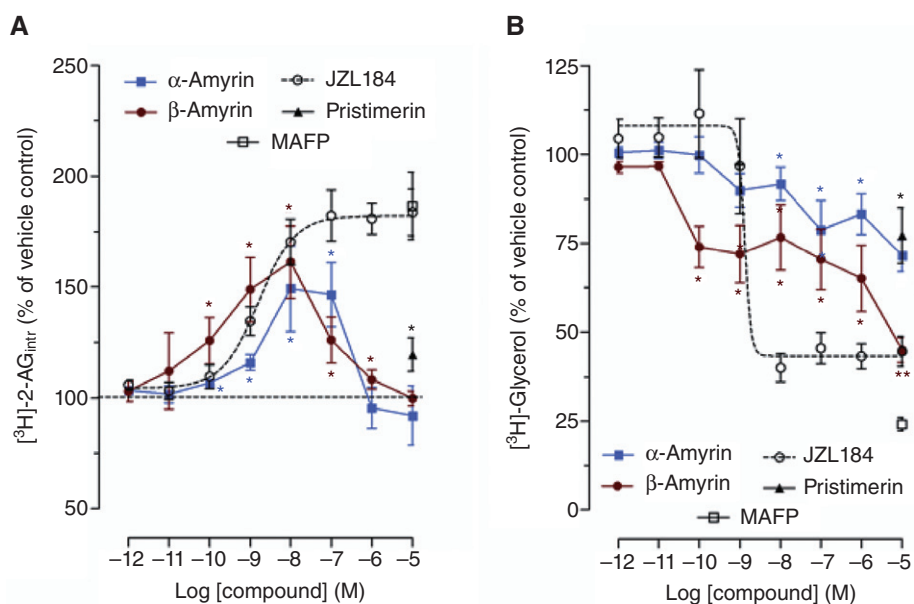 A
250
200
150
100
50
[³H]-2-AGintr (% of vehicle control)
α-Amyrin
β-Amyrin
JZL184
Pristimerin
MAFP
* * * * * * * * * * * *
–12 –11 –10 –9 –8 –7 –6 –5
Log [compound] (M)
B
125
100
75
50
25
0
[³H]-Glycerol (% of vehicle control)
* * * * * * * * * * * **
α-Amyrin
β-Amyrin
JZL184
Pristimerin
MAFP
–12 –11 –10 –9 –8 –7 –6 –5
Log [compound] (M)